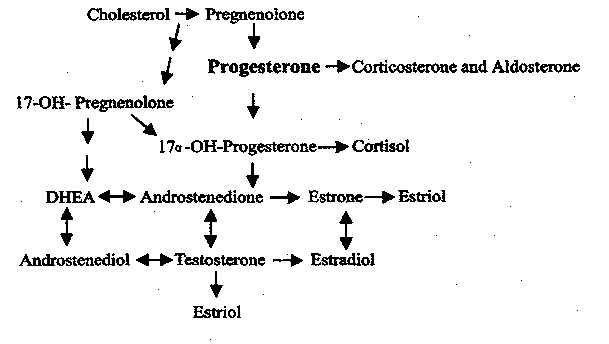 Cholesterol → Pregnenolone
Progesterone → Corticosterone and Aldosterone
17-OH- Pregnenolone
17α-OH-Progesterone → Cortisol
DHEA ↔ Androstenedione → Estrone → Estriol
Androstenediol ↔ Testosterone → Estradiol
Estriol